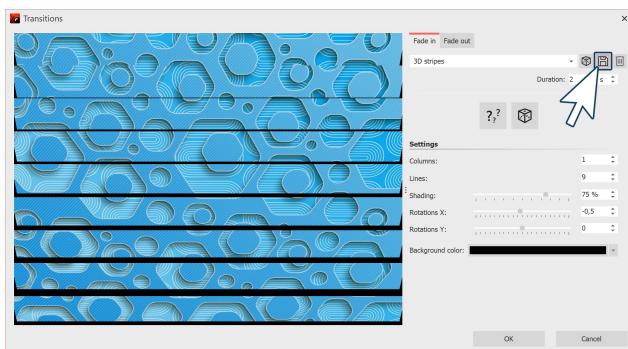 Transitions
Fade in Fade out
3D stripes
Duration: 2 s
? ? ?
Settings
Columns: 1
Lines: 9
Shading: 75 %
Rotations X: -0,5
Rotations Y: 0
Background color:
OK Cancel